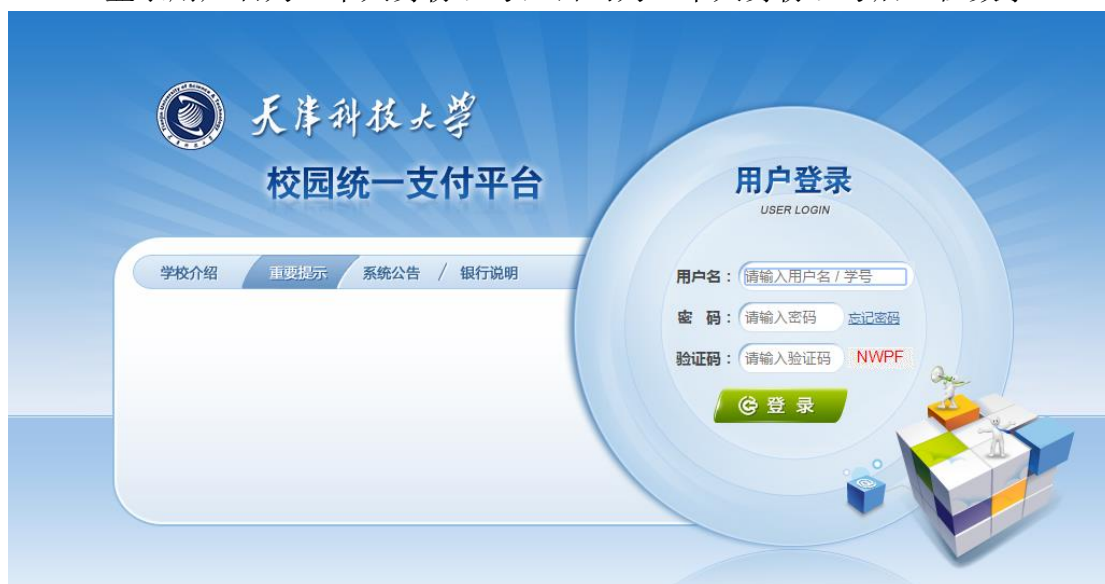 天津科技大学
校园统一支付平台
学校介绍 重要提示 系统公告 / 银行说明
用户登录
USER LOGIN
用户名： 请输入用户名 / 学号
密 码： 请输入密码 忘记密码
验证码： 请输入验证码 NWPF
登 录